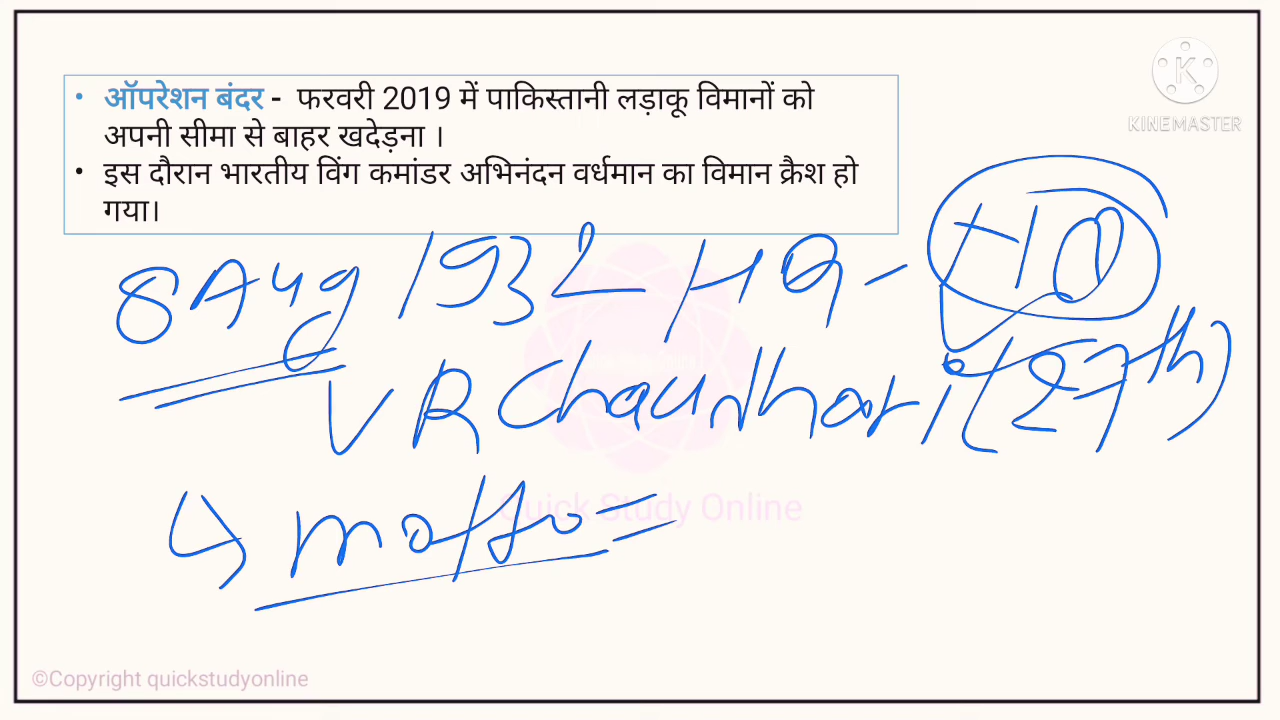 • ऑपरेशन बंदर - फरवरी 2019 में पाकिस्तानी लड़ाकू विमानों को
अपनी सीमा से बाहर खदेड़ना ।
• इस दौरान भारतीय विंग कमांडर अभिनंदन वर्धमान का विमान क्रैश हो
गया।
K
KINEMASTER
8 Aug 1932 HQ -
VR Chaudhari (27th)
↳ motto =
Quick Study Online
©Copyright quickstudyonline